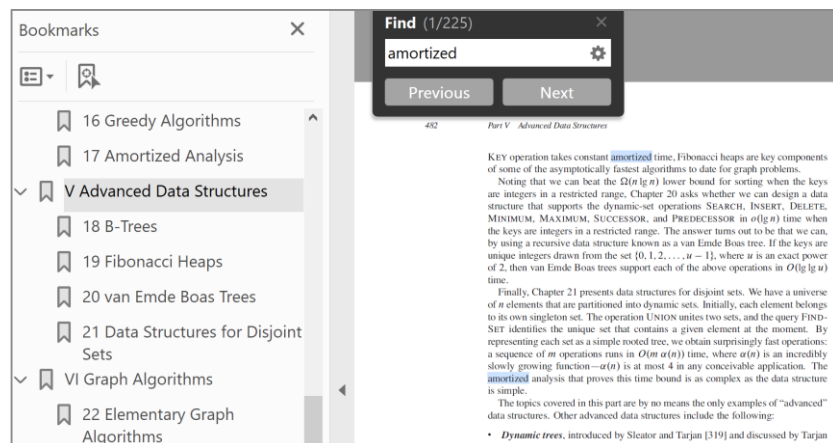 Bookmarks
16 Greedy Algorithms
17 Amortized Analysis
V Advanced Data Structures
18 B-Trees
19 Fibonacci Heaps
20 van Emde Boas Trees
21 Data Structures for Disjoint
Sets
VI Graph Algorithms
22 Elementary Graph
Algorithms
Find (1/225)
amortized
Previous Next
482 Part V Advanced Data Structures
KEY operation takes constant amortized time, Fibonacci heaps are key components
of some of the asymptotically fastest algorithms to date for graph problems.
Noting that we can beat the Ω(n lg n) lower bound for sorting when the keys
are integers in a restricted range, Chapter 20 asks whether we can design a data
structure that supports the dynamic-set operations SEARCH, INSERT, DELETE,
MINIMUM, MAXIMUM, SUCCESSOR, and PREDECESSOR in o(lg n) time when
the keys are integers in a restricted range. The answer turns out to be that we can,
by using a recursive data structure known as a van Emde Boas tree. If the keys are
unique integers drawn from the set {0, 1, 2, . . . , u − 1}, where u is an exact power
of 2, then van Emde Boas trees support each of the above operations in O(lg lg u)
time.
Finally, Chapter 21 presents data structures for disjoint sets. We have a universe
of n elements that are partitioned into dynamic sets. Initially, each element belongs
to its own singleton set. The operation UNION unites two sets, and the query FIND-
SET identifies the unique set that contains a given element at the moment. By
representing each set as a simple rooted tree, we obtain surprisingly fast operations:
a sequence of m operations runs in O(m α(n)) time, where α(n) is an incredibly
slowly growing function—α(n) is at most 4 in any conceivable application. The
amortized analysis that proves this time bound is as complex as the data structure
is simple.
The topics covered in this part are by no means the only examples of “advanced”
data structures. Other advanced data structures include the following:
• Dynamic trees, introduced by Sleator and Tarjan [319] and discussed by Tarjan